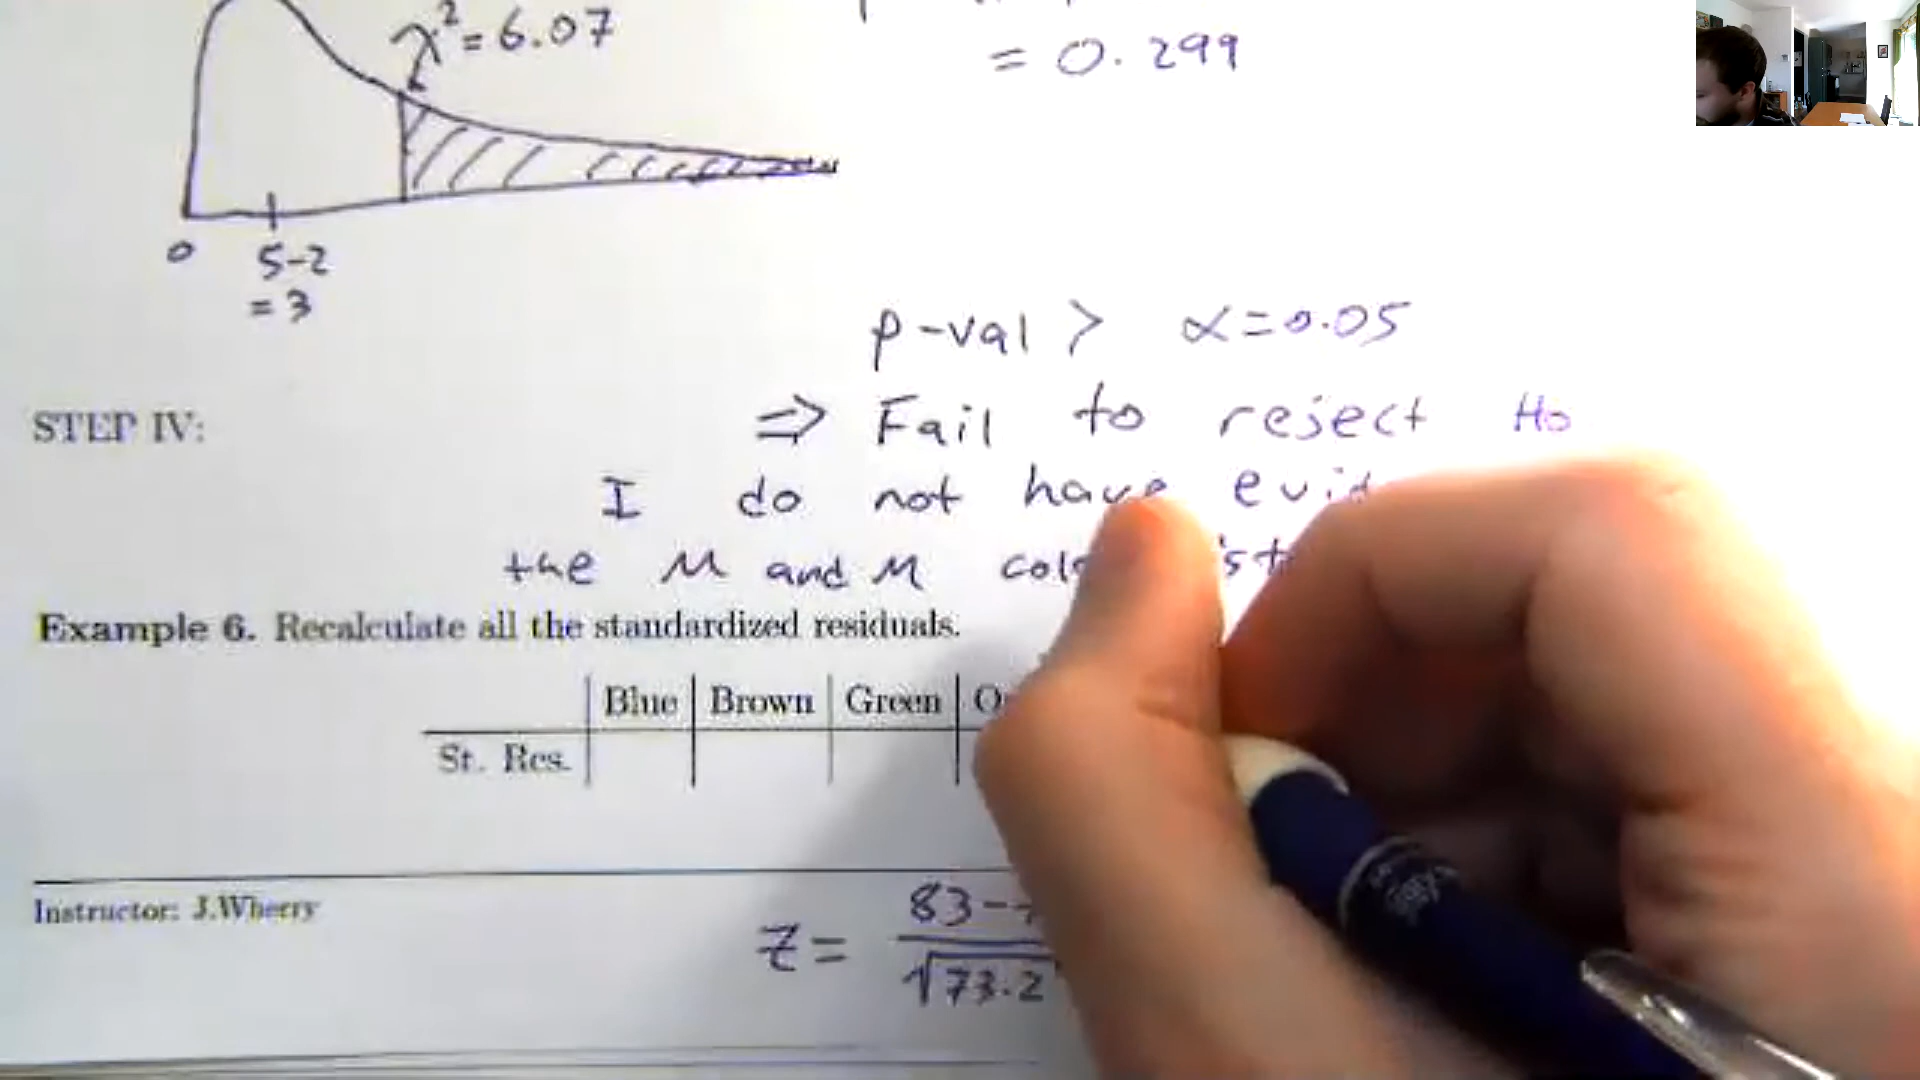 χ²=6.07
= 0.299
0
5-2
= 3
p-val > α=0.05
STEP IV:
⇒ Fail to reject Ho
I do not have
the M and M
Example 6. Recalculate all the standardized residuals.
Blue Brown Green
St. Res.
Instructor: J.Wherry
z = 83-
√73.2